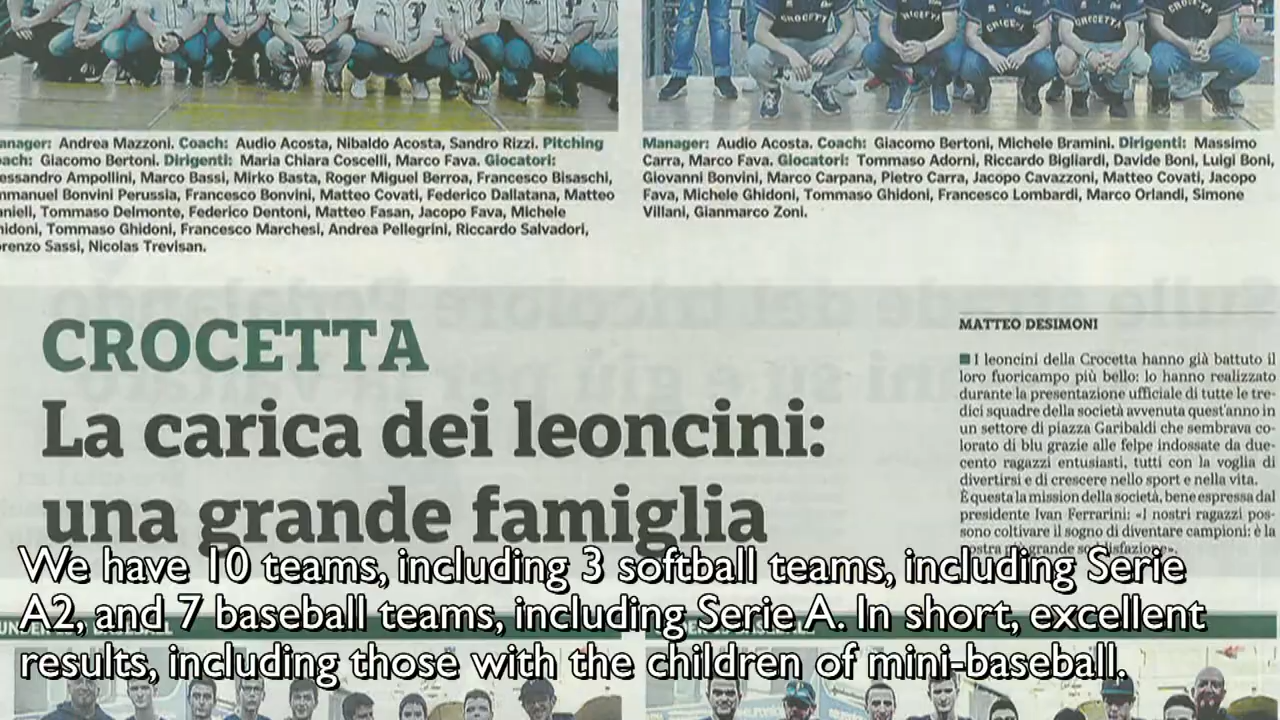 CROCETTA
CROCETTA
CROCETTA
CROCETTA
Manager: Andrea Mazzoni. Coach: Audio Acosta, Nibaldo Acosta, Sandro Rizzi. Pitching
Giacomo Bertoni. Dirigenti: Maria Chiara Coscelli, Marco Fava. Giocatori:
Ampollini, Marco Bassi, Mirko Basta, Roger Miguel Berroa, Francesco Bisaschi,
Bonvini Perussia, Francesco Bonvini, Matteo Covati, Federico Dallatana, Matteo
Tommaso Delmonte, Federico Dentoni, Matteo Fasan, Jacopo Fava, Michele
Tommaso Ghidoni, Francesco Marchesi, Andrea Pellegrini, Riccardo Salvadori,
Sassi, Nicolas Trevisan.
Manager: Audio Acosta. Coach: Giacomo Bertoni, Michele Bramini. Dirigenti: Massimo
Carra, Marco Fava. Giocatori: Tommaso Adorni, Riccardo Bigliardi, Davide Boni, Luigi Boni,
Giovanni Bonvini, Marco Carpana, Pietro Carra, Jacopo Cavazzoni, Matteo Covati, Jacopo
Fava, Michele Ghidoni, Tommaso Ghidoni, Francesco Lombardi, Marco Orlandi, Simone
Villani, Gianmarco Zoni.
CROCETTA
La carica dei leoncini:
una grande famiglia
MATTEO DESIMONI
I leoncini della Crocetta hanno già battuto il
loro fuoricampo più bello: lo hanno realizzato
durante la presentazione ufficiale di tutte le tre-
dici squadre della società avvenuta quest'anno in
un settore di piazza Garibaldi che sembrava co-
lorato di blu grazie alle felpe indossate da due-
cento ragazzi entusiasti, tutti con la voglia di
divertirsi e di crescere nello sport e nella vita.
È questa la mission della società, bene espressa dal
presidente Ivan Ferrarini: «I nostri ragazzi pos-
sono coltivare il sogno di diventare campioni: è la
nostra più grande soddisfazione».
We have 10 teams, including 3 softball teams, including Serie
A2, and 7 baseball teams, including Serie A. In short, excellent
results, including those with the children of mini-baseball.